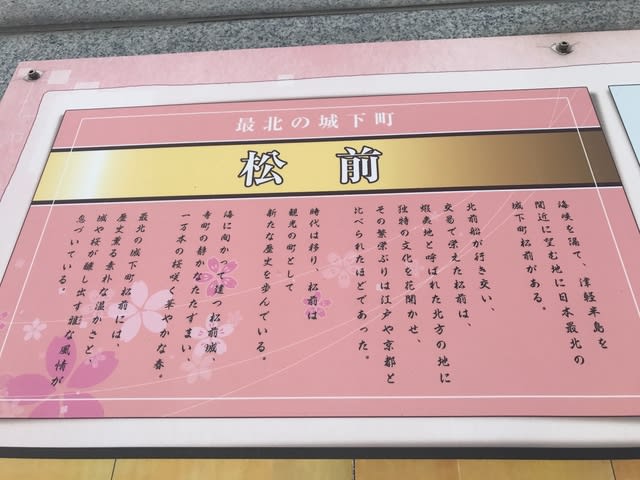 最北の城下町
松前
海峡を隔て、津軽半島を
間近に望む地に日本最北の
城下町松前がある。
北前船が行き交い、
交易で栄えた松前は、
蝦夷地と呼ばれた北方の地に
独特の文化を花開かせ、
その繁栄ぶりは江戸や京都と
比べられたほどであった。
時代は移り、松前は
観光の町として
新たな歴史を歩んでいる。
海に向かって建つ松前城、
寺町の静かなたたずまい、
一万本の桜咲く華やかな春。
最北の城下町松前には、
歴史薫る素朴な温かさと、
城や桜が醸し出す雅な風情が
息づいている。